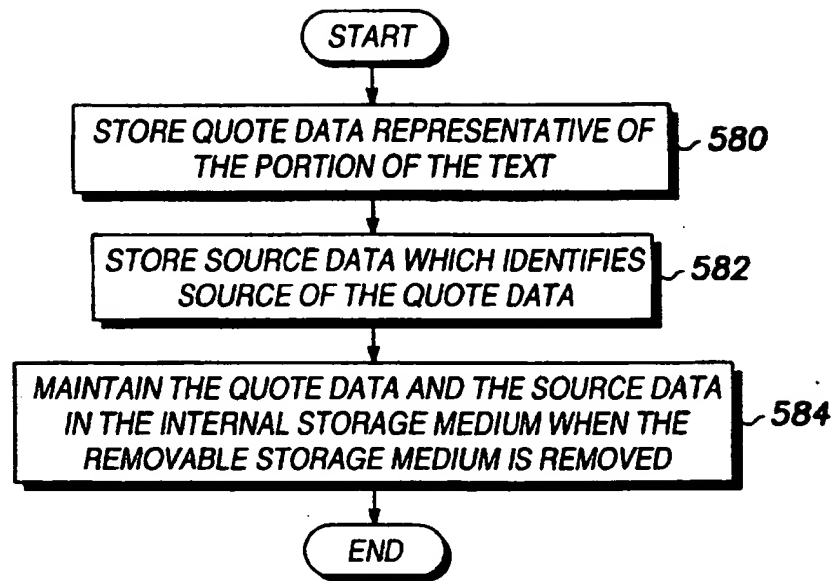 START
STORE QUOTE DATA REPRESENTATIVE OF
THE PORTION OF THE TEXT
580
STORE SOURCE DATA WHICH IDENTIFIES
SOURCE OF THE QUOTE DATA
582
MAINTAIN THE QUOTE DATA AND THE SOURCE DATA
IN THE INTERNAL STORAGE MEDIUM WHEN THE
REMOVABLE STORAGE MEDIUM IS REMOVED
584
END